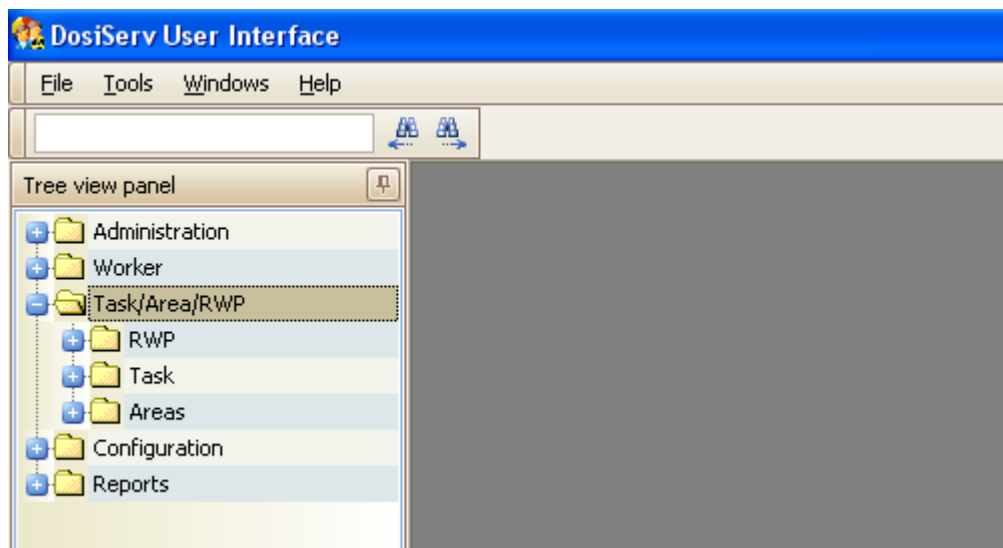 DosiServ User Interface
File Tools Windows Help
Tree view panel
Administration
Worker
Task/Area/RWP
RWP
Task
Areas
Configuration
Reports